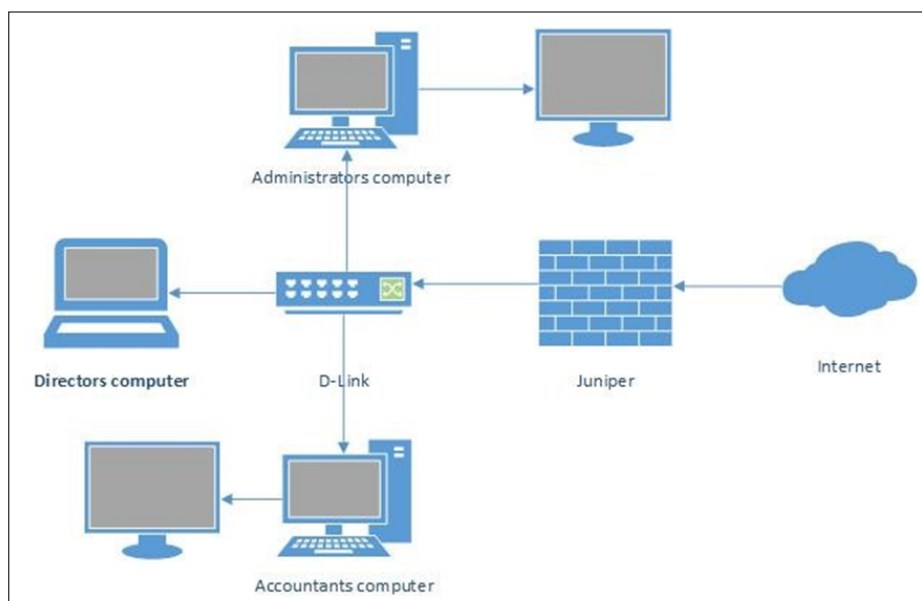 Administrators computer
Directors computer
D-Link
Juniper
Internet
Accountants computer